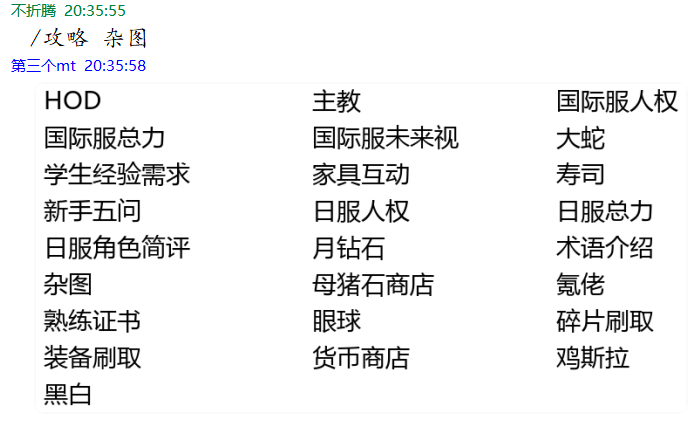 不折腾 20:35:55
/攻略 杂图
第三个mt 20:35:58
HOD 主教 国际服人权
国际服总力 国际服未来视 大蛇
学生经验需求 家具互动 寿司
新手五问 日服人权 日服总力
日服角色简评 月钻石 术语介绍
杂图 母猪石商店 氪佬
熟练证书 眼球 碎片刷取
装备刷取 货币商店 鸡斯拉
黑白